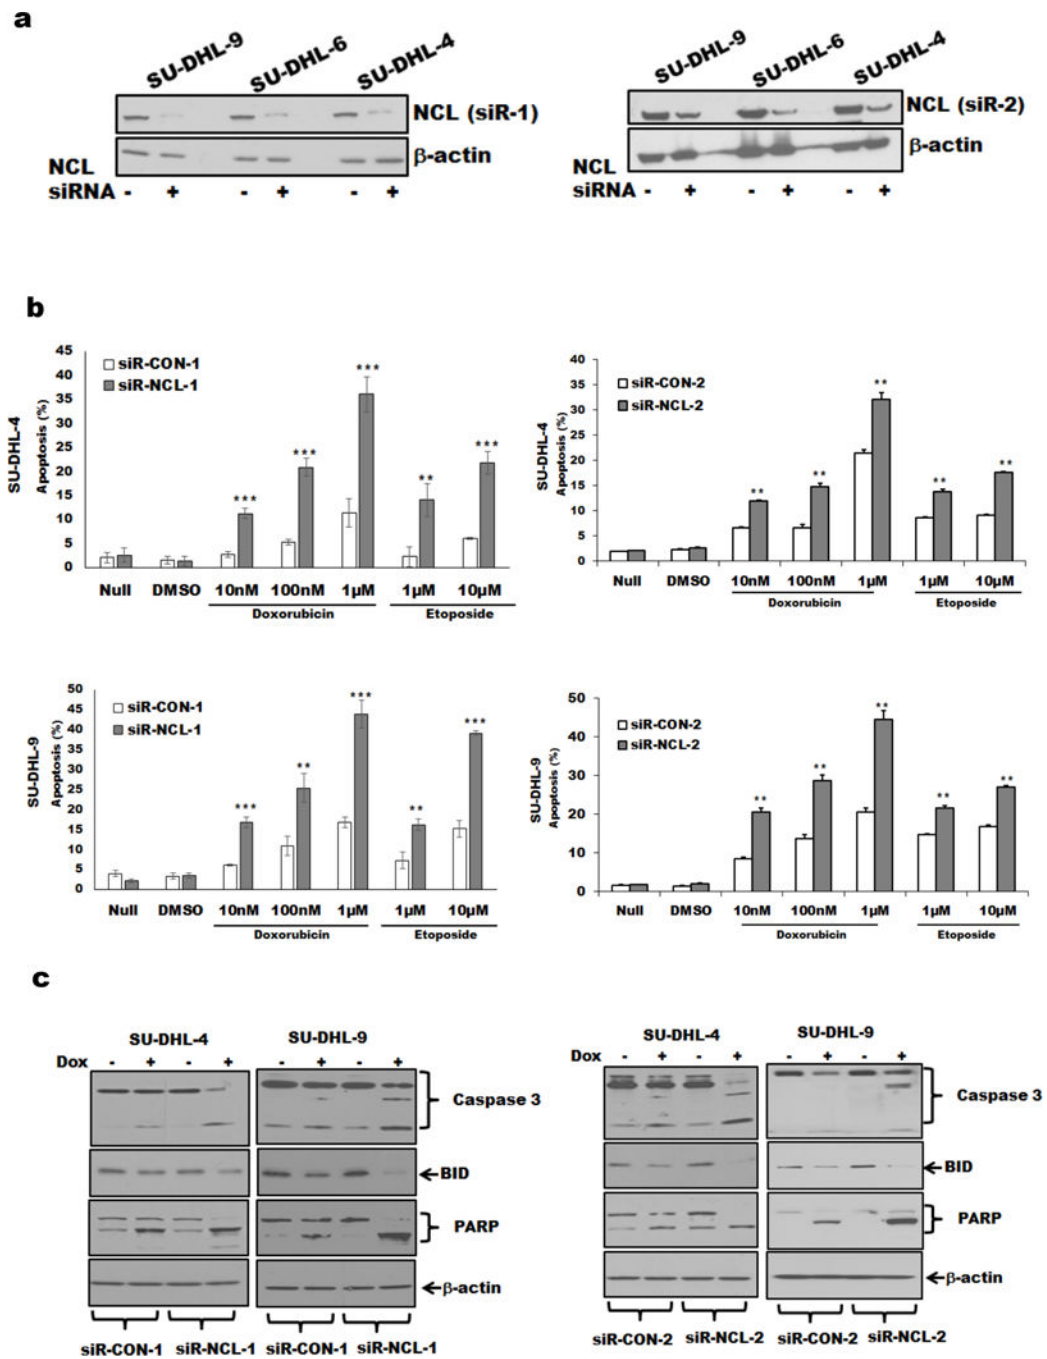 a
SU-DHL-9 SU-DHL-6 SU-DHL-4
NCL (siR-1)
β-actin
NCL
siRNA - + - + - +
SU-DHL-9 SU-DHL-6 SU-DHL-4
NCL (siR-2)
β-actin
NCL
siRNA - + - + - +
b
SU-DHL-4
Apoptosis (%)
45
40
35
30
25
20
15
10
5
0
siR-CON-1
siR-NCL-1
*** *** *** ** ***
Null DMSO 10nM 100nM 1µM 1µM 10µM
Doxorubicin Etoposide
SU-DHL-4
Apoptosis (%)
40
35
30
25
20
15
10
5
0
siR-CON-2
siR-NCL-2
** ** ** ** **
Null DMSO 10nM 100nM 1µM 1µM 10µM
Doxorubicin Etoposide
SU-DHL-9
Apoptosis (%)
50
45
40
35
30
25
20
15
10
5
0
siR-CON-1
siR-NCL-1
*** ** *** ** ***
Null DMSO 10nM 100nM 1µM 1µM 10µM
Doxorubicin Etoposide
SU-DHL-9
Apoptosis (%)
50
40
30
20
10
0
siR-CON-2
siR-NCL-2
** ** ** ** **
Null DMSO 10nM 100nM 1µM 1µM 10µM
Doxorubicin Etoposide
c
SU-DHL-4 SU-DHL-9
Dox - + - + - + - +
Caspase 3
BID
PARP
β-actin
siR-CON-1 siR-NCL-1 siR-CON-1 siR-NCL-1
SU-DHL-4 SU-DHL-9
Dox - + - + - + - +
Caspase 3
BID
PARP
β-actin
siR-CON-2 siR-NCL-2 siR-CON-2 siR-NCL-2